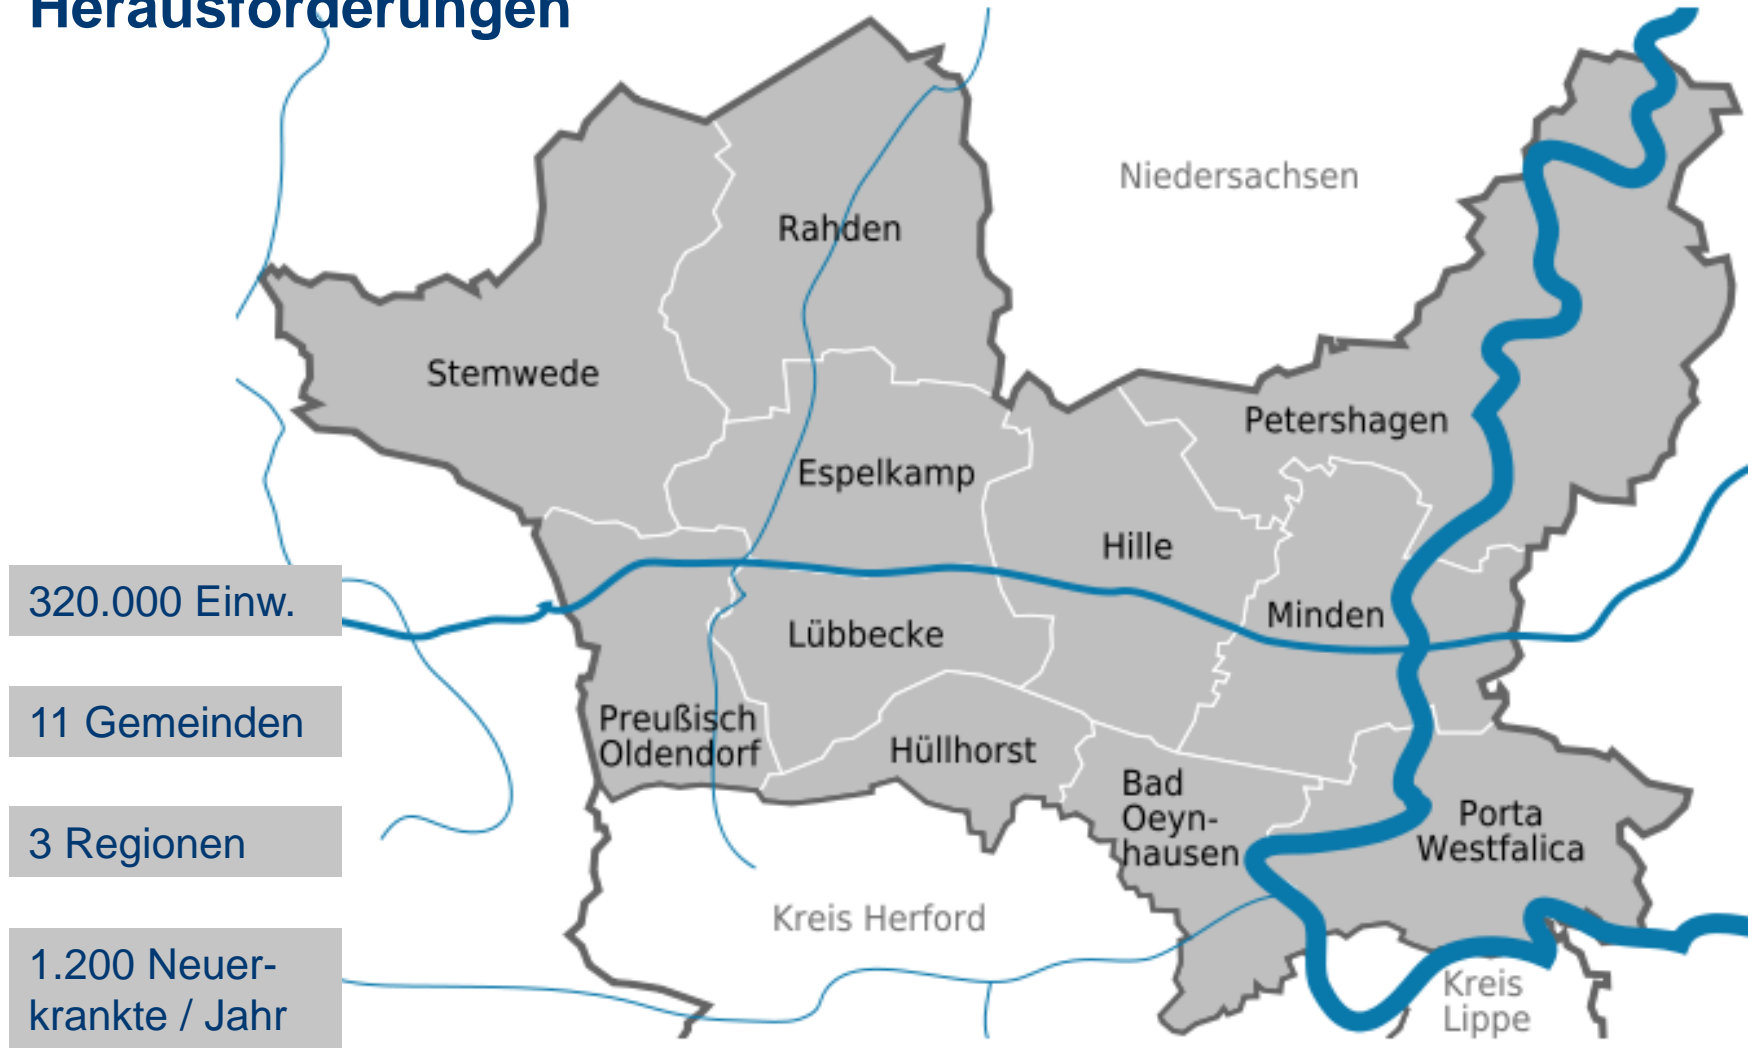 Herausforderungen
Niedersachsen
Rahden
Stemwede
Petershagen
Espelkamp
Hille
320.000 Einw.
Minden
Lübbecke
11 Gemeinden
Preußisch
Oldendorf
Hüllhorst
Bad
Oeyn-
hausen
Porta
Westfalica
3 Regionen
Kreis Herford
1.200 Neuer-
krankte / Jahr
Kreis
Lippe